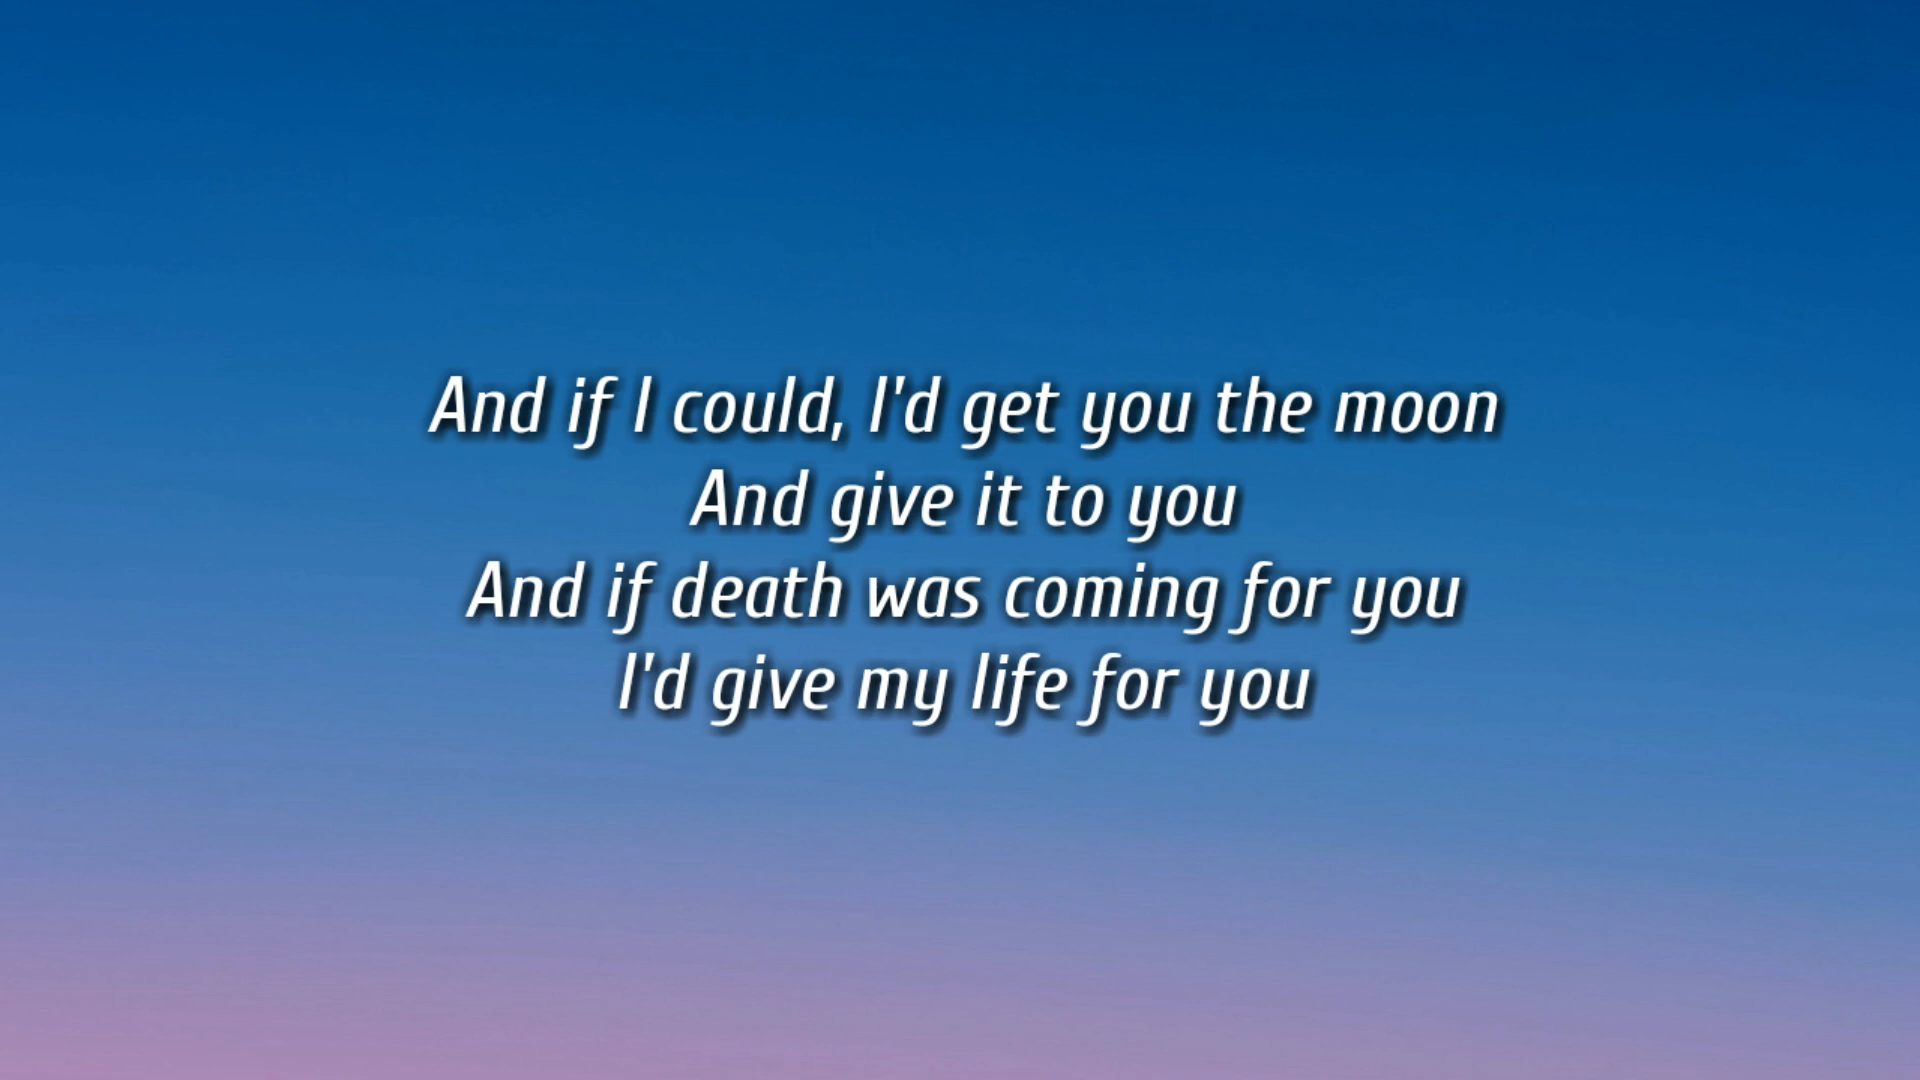 And if I could, I'd get you the moon
And give it to you
And if death was coming for you
I'd give my life for you